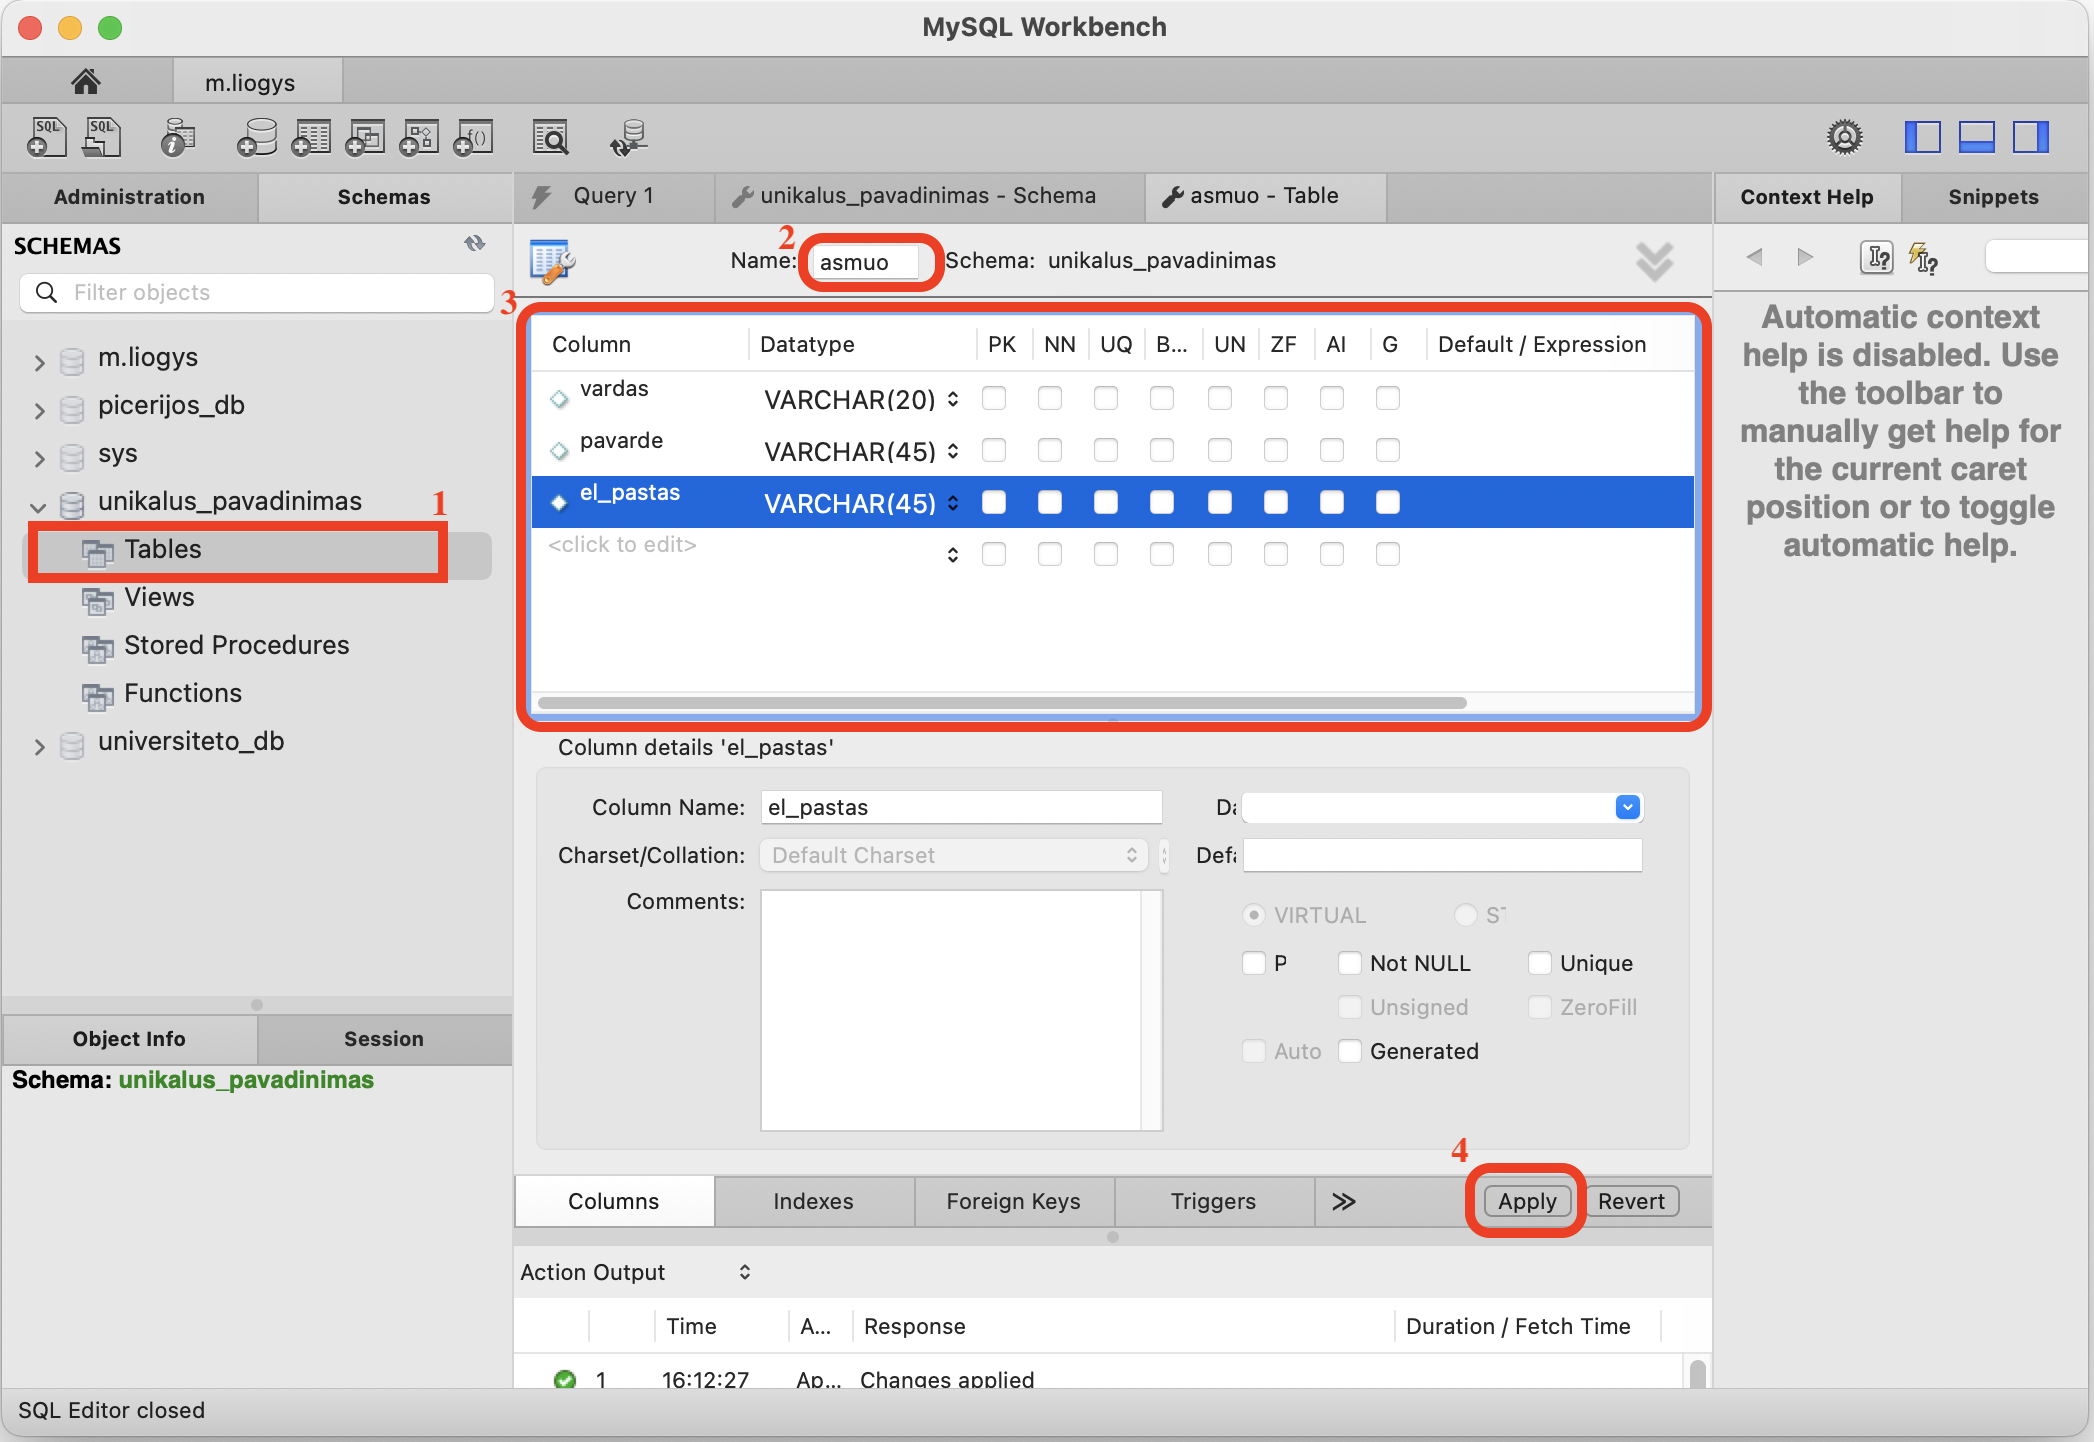 MySQL Workbench
m.liogys
SQL SQL i f()
Administration Schemas
Query 1 unikalus_pavadinimas - Schema asmuo - Table
Context Help Snippets
SCHEMAS
Filter objects
m.liogys
picerijos_db
sys
unikalus_pavadinimas 1
Tables
Views
Stored Procedures
Functions
universiteto_db
Object Info Session
Schema: unikalus_pavadinimas
2
Name: asmuo Schema: unikalus_pavadinimas
3
Column Datatype PK NN UQ B... UN ZF AI G Default / Expression
vardas VARCHAR(20)
pavarde VARCHAR(45)
el_pastas VARCHAR(45)
<click to edit>
Column details 'el_pastas'
Column Name: el_pastas
Charset/Collation: Default Charset Defa
Comments:
VIRTUAL
P Not NULL Unique
Unsigned ZeroFill
Auto Generated
4
Columns Indexes Foreign Keys Triggers Apply Revert
Action Output
Time A... Response Duration / Fetch Time
1 16:12:27 Ap... Changes applied
I? I?
Automatic context
help is disabled. Use
the toolbar to
manually get help for
the current caret
position or to toggle
automatic help.
SQL Editor closed